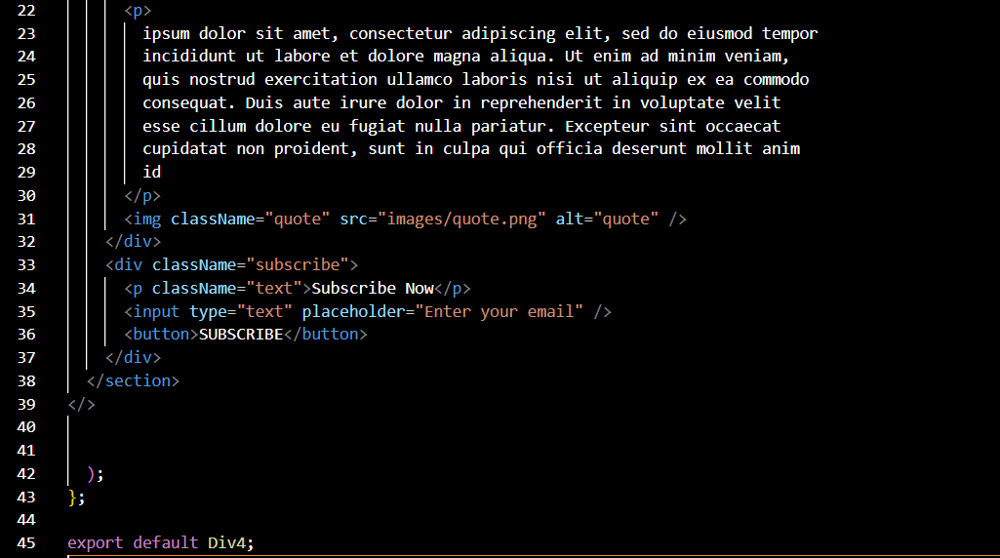 22 <p>
23 ipsum dolor sit amet, consectetur adipiscing elit, sed do eiusmod tempor
24 incididunt ut labore et dolore magna aliqua. Ut enim ad minim veniam,
25 quis nostrud exercitation ullamco laboris nisi ut aliquip ex ea commodo
26 consequat. Duis aute irure dolor in reprehenderit in voluptate velit
27 esse cillum dolore eu fugiat nulla pariatur. Excepteur sint occaecat
28 cupidatat non proident, sunt in culpa qui officia deserunt mollit anim
29 id
30 </p>
31 <img className="quote" src="images/quote.png" alt="quote" />
32 </div>
33 <div className="subscribe">
34 <p className="text">Subscribe Now</p>
35 <input type="text" placeholder="Enter your email" />
36 <button>SUBSCRIBE</button>
37 </div>
38 </section>
39 </>
40
41
42 );
43 };
44
45 export default Div4;